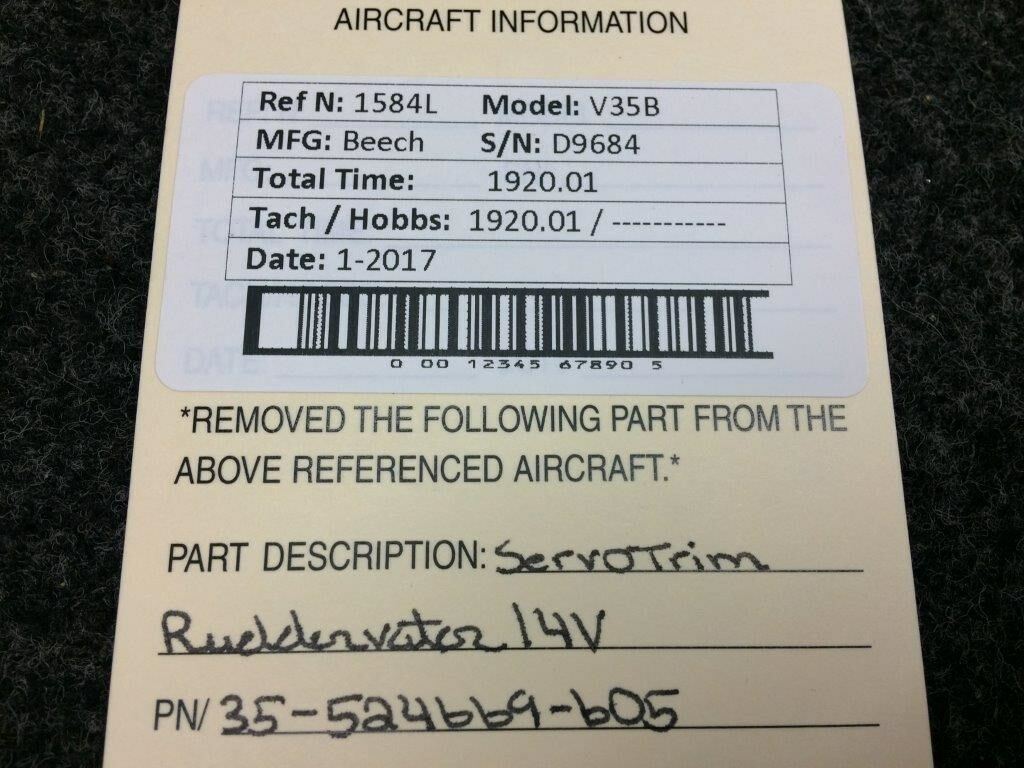 AIRCRAFT INFORMATION
Ref N: 1584L Model: V35B
MFG: Beech S/N: D9684
Total Time: 1920.01
Tach / Hobbs: 1920.01 / -----------
Date: 1-2017
0 00 12345 67890 5
*REMOVED THE FOLLOWING PART FROM THE
ABOVE REFERENCED AIRCRAFT.*
PART DESCRIPTION: Servo Trim
Ruddervator 14V
PN/ 35-524669-605